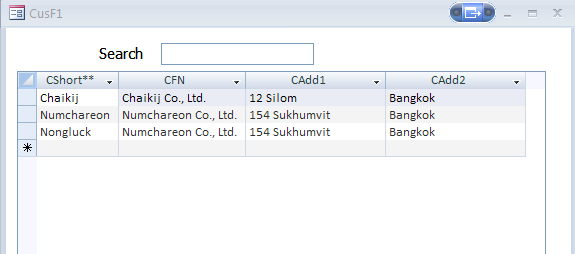 CusF1
Search
CShort** CFN CAdd1 CAdd2
Chaikij Chaikij Co., Ltd. 12 Silom Bangkok
Numchareon Numchareon Co., Ltd. 154 Sukhumvit Bangkok
Nongluck Numchareon Co., Ltd. 154 Sukhumvit Bangkok